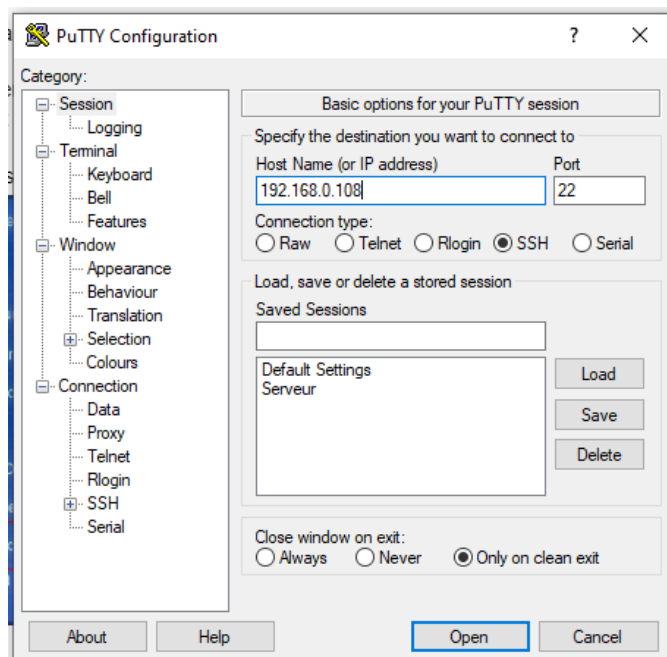 PuTTY Configuration ? ×
Category:
Session
Logging
Terminal
Keyboard
Bell
Features
Window
Appearance
Behaviour
Translation
Selection
Colours
Connection
Data
Proxy
Telnet
Rlogin
SSH
Serial
Basic options for your PuTTY session
Specify the destination you want to connect to
Host Name (or IP address) Port
192.168.0.108 22
Connection type:
Raw Telnet Rlogin SSH Serial
Load, save or delete a stored session
Saved Sessions
Default Settings
Serveur
Load
Save
Delete
Close window on exit:
Always Never Only on clean exit
About Help Open Cancel